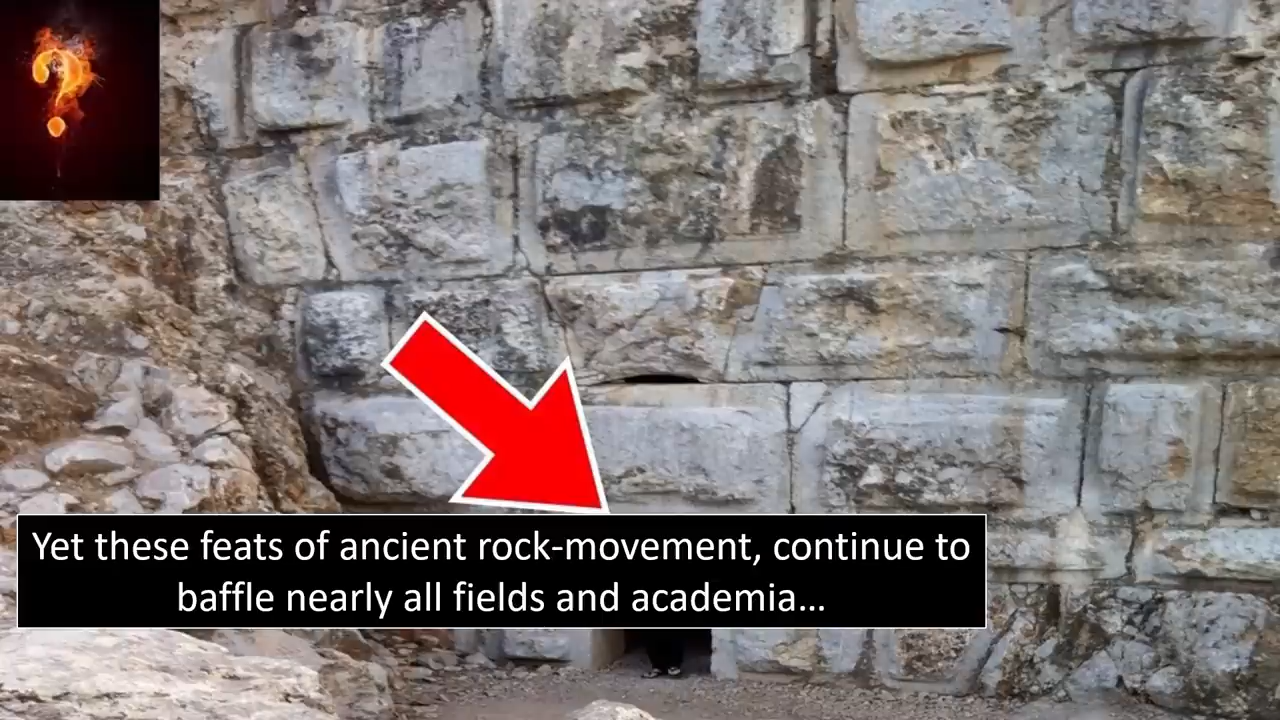 Yet these feats of ancient rock-movement, continue to
baffle nearly all fields and academia...